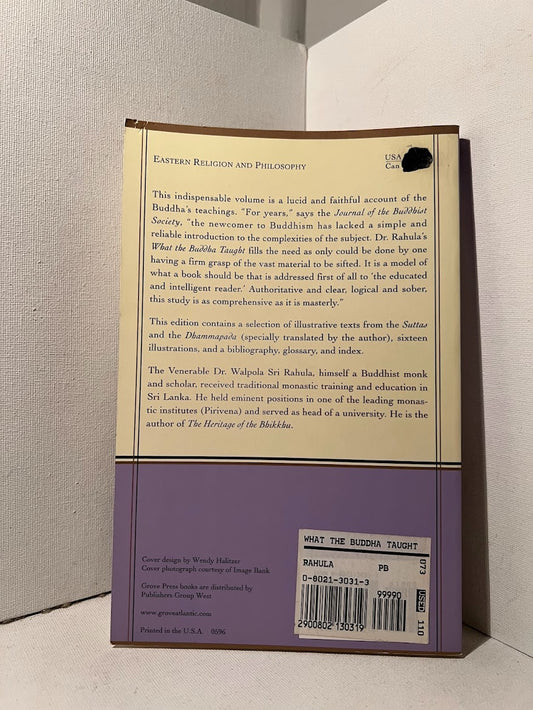 EASTERN RELIGION AND PHILOSOPHY
USA
Can
This indispensable volume is a lucid and faithful account of the
Buddha's teachings. "For years," says the Journal of the Buddhist
Society, "the newcomer to Buddhism has lacked a simple and
reliable introduction to the complexities of the subject. Dr. Rahula's
What the Buddha Taught fills the need as only could be done by one
having a firm grasp of the vast material to be sifted. It is a model of
what a book should be that is addressed first of all to 'the educated
and intelligent reader.' Authoritative and clear, logical and sober,
this study is as comprehensive as it is masterly."
This edition contains a selection of illustrative texts from the Suttas
and the Dhammapada (specially translated by the author), sixteen
illustrations, and a bibliography, glossary, and index.
The Venerable Dr. Walpola Sri Rahula, himself a Buddhist monk
and scholar, received traditional monastic training and education in
Sri Lanka. He held eminent positions in one of the leading monas-
tic institutes (Pirivena) and served as head of a university. He is the
author of The Heritage of the Bhikkhu.
Cover design by Wendy Halitzer
Cover photograph courtesy of Image Bank
Grove Press books are distributed by
Publishers Group West
www.groveatlantic.com
Printed in the U.S.A. 0696
WHAT THE BUDDHA TAUGHT
RAHULA PB
0-8021-3031-3
99990
2900802130319
073
USED
110